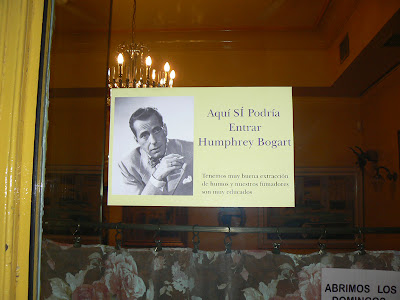 Aquí SÍ Podría
Entrar
Humphrey Bogart
Tenemos muy buena extracción
de humos y nuestros fumadores
son muy educados
ABRIMOS LOS
DOMINGOS